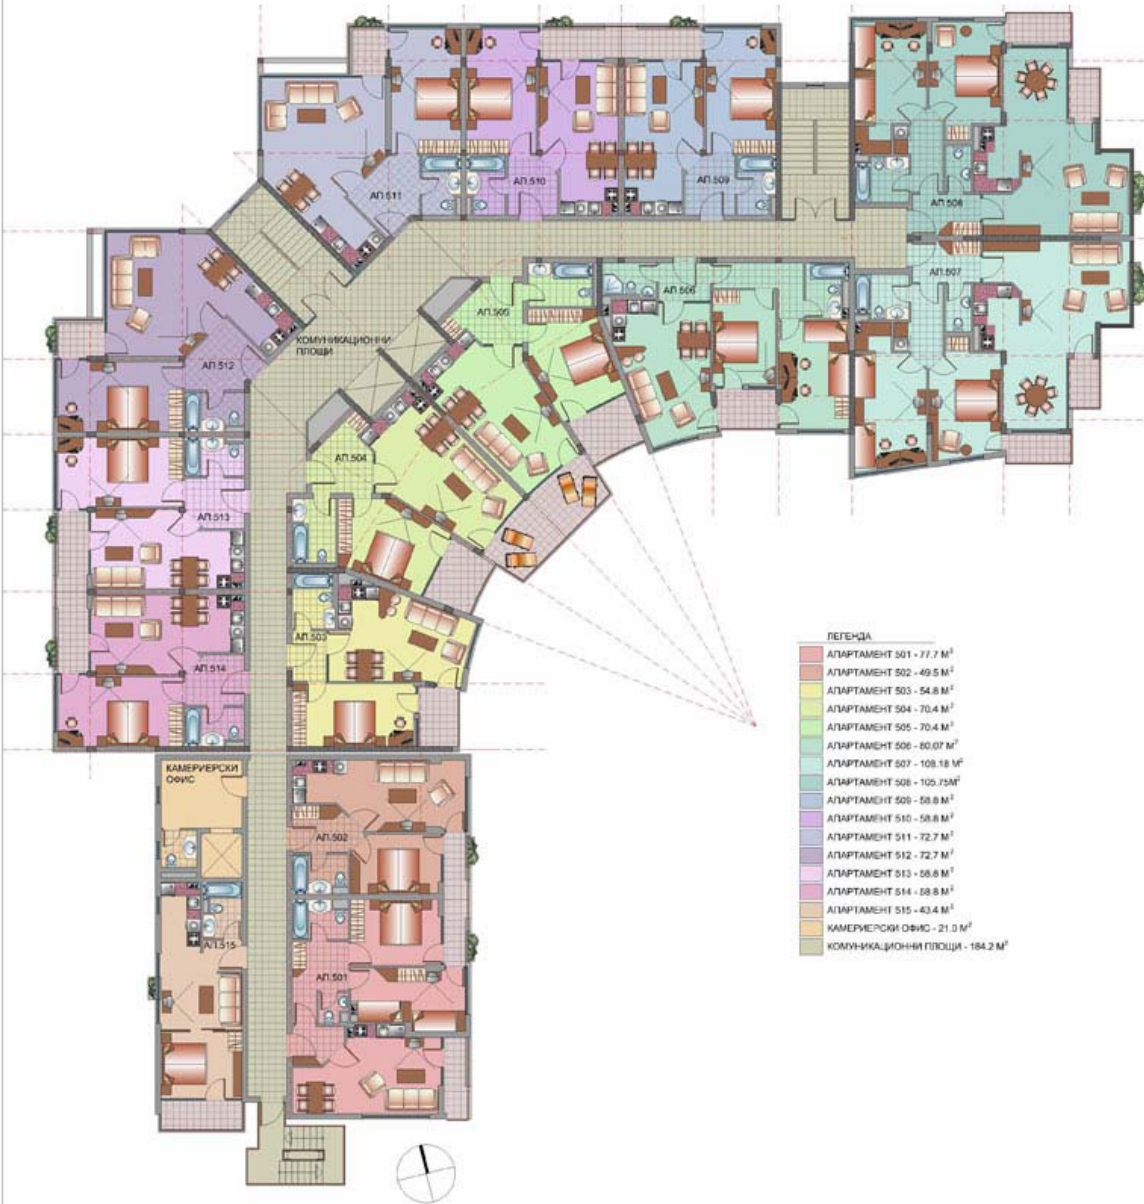 АП.511
АП.510
АП.509
АП.508
АП.507
АП.506
АП.505
КОМУНИКАЦИОННИ
ПЛОЩИ
АП.512
АП.504
АП.513
АП.503
АП.514
КАМЕРИЕРСКИ
ОФИС
АП.502
АП.515
АП.501
ЛЕГЕНДА
АПАРТАМЕНТ 501 - 77.7 М²
АПАРТАМЕНТ 502 - 49.5 М²
АПАРТАМЕНТ 503 - 54.8 М²
АПАРТАМЕНТ 504 - 70.4 М²
АПАРТАМЕНТ 505 - 70.4 М²
АПАРТАМЕНТ 506 - 80.07 М²
АПАРТАМЕНТ 507 - 108.18 М²
АПАРТАМЕНТ 508 - 105.75М²
АПАРТАМЕНТ 509 - 58.8 М²
АПАРТАМЕНТ 510 - 58.8 М²
АПАРТАМЕНТ 511 - 72.7 М²
АПАРТАМЕНТ 512 - 72.7 М²
АПАРТАМЕНТ 513 - 58.8 М²
АПАРТАМЕНТ 514 - 58.8 М²
АПАРТАМЕНТ 515 - 43.4 М²
КАМЕРИЕРСКИ ОФИС - 21.0 М²
КОМУНИКАЦИОННИ ПЛОЩИ - 184.2 М²